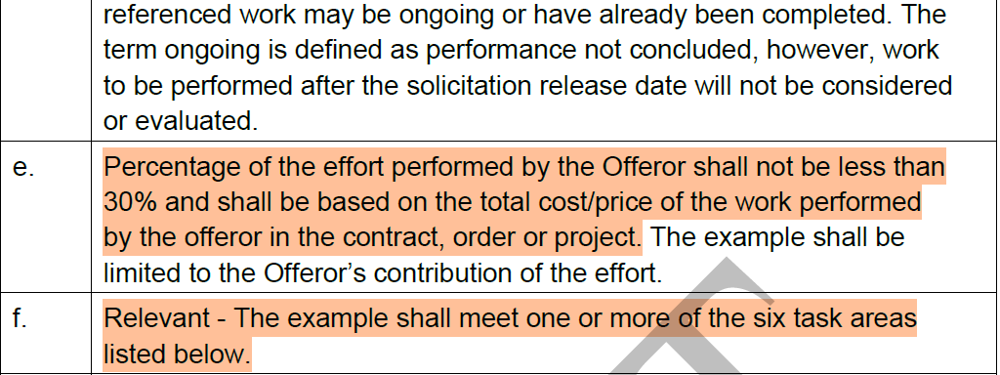 referenced work may be ongoing or have already been completed. The
term ongoing is defined as performance not concluded, however, work
to be performed after the solicitation release date will not be considered
or evaluated.
e.
Percentage of the effort performed by the Offeror shall not be less than
30% and shall be based on the total cost/price of the work performed
by the offeror in the contract, order or project. The example shall be
limited to the Offeror's contribution of the effort.
f.
Relevant - The example shall meet one or more of the six task areas
listed below.